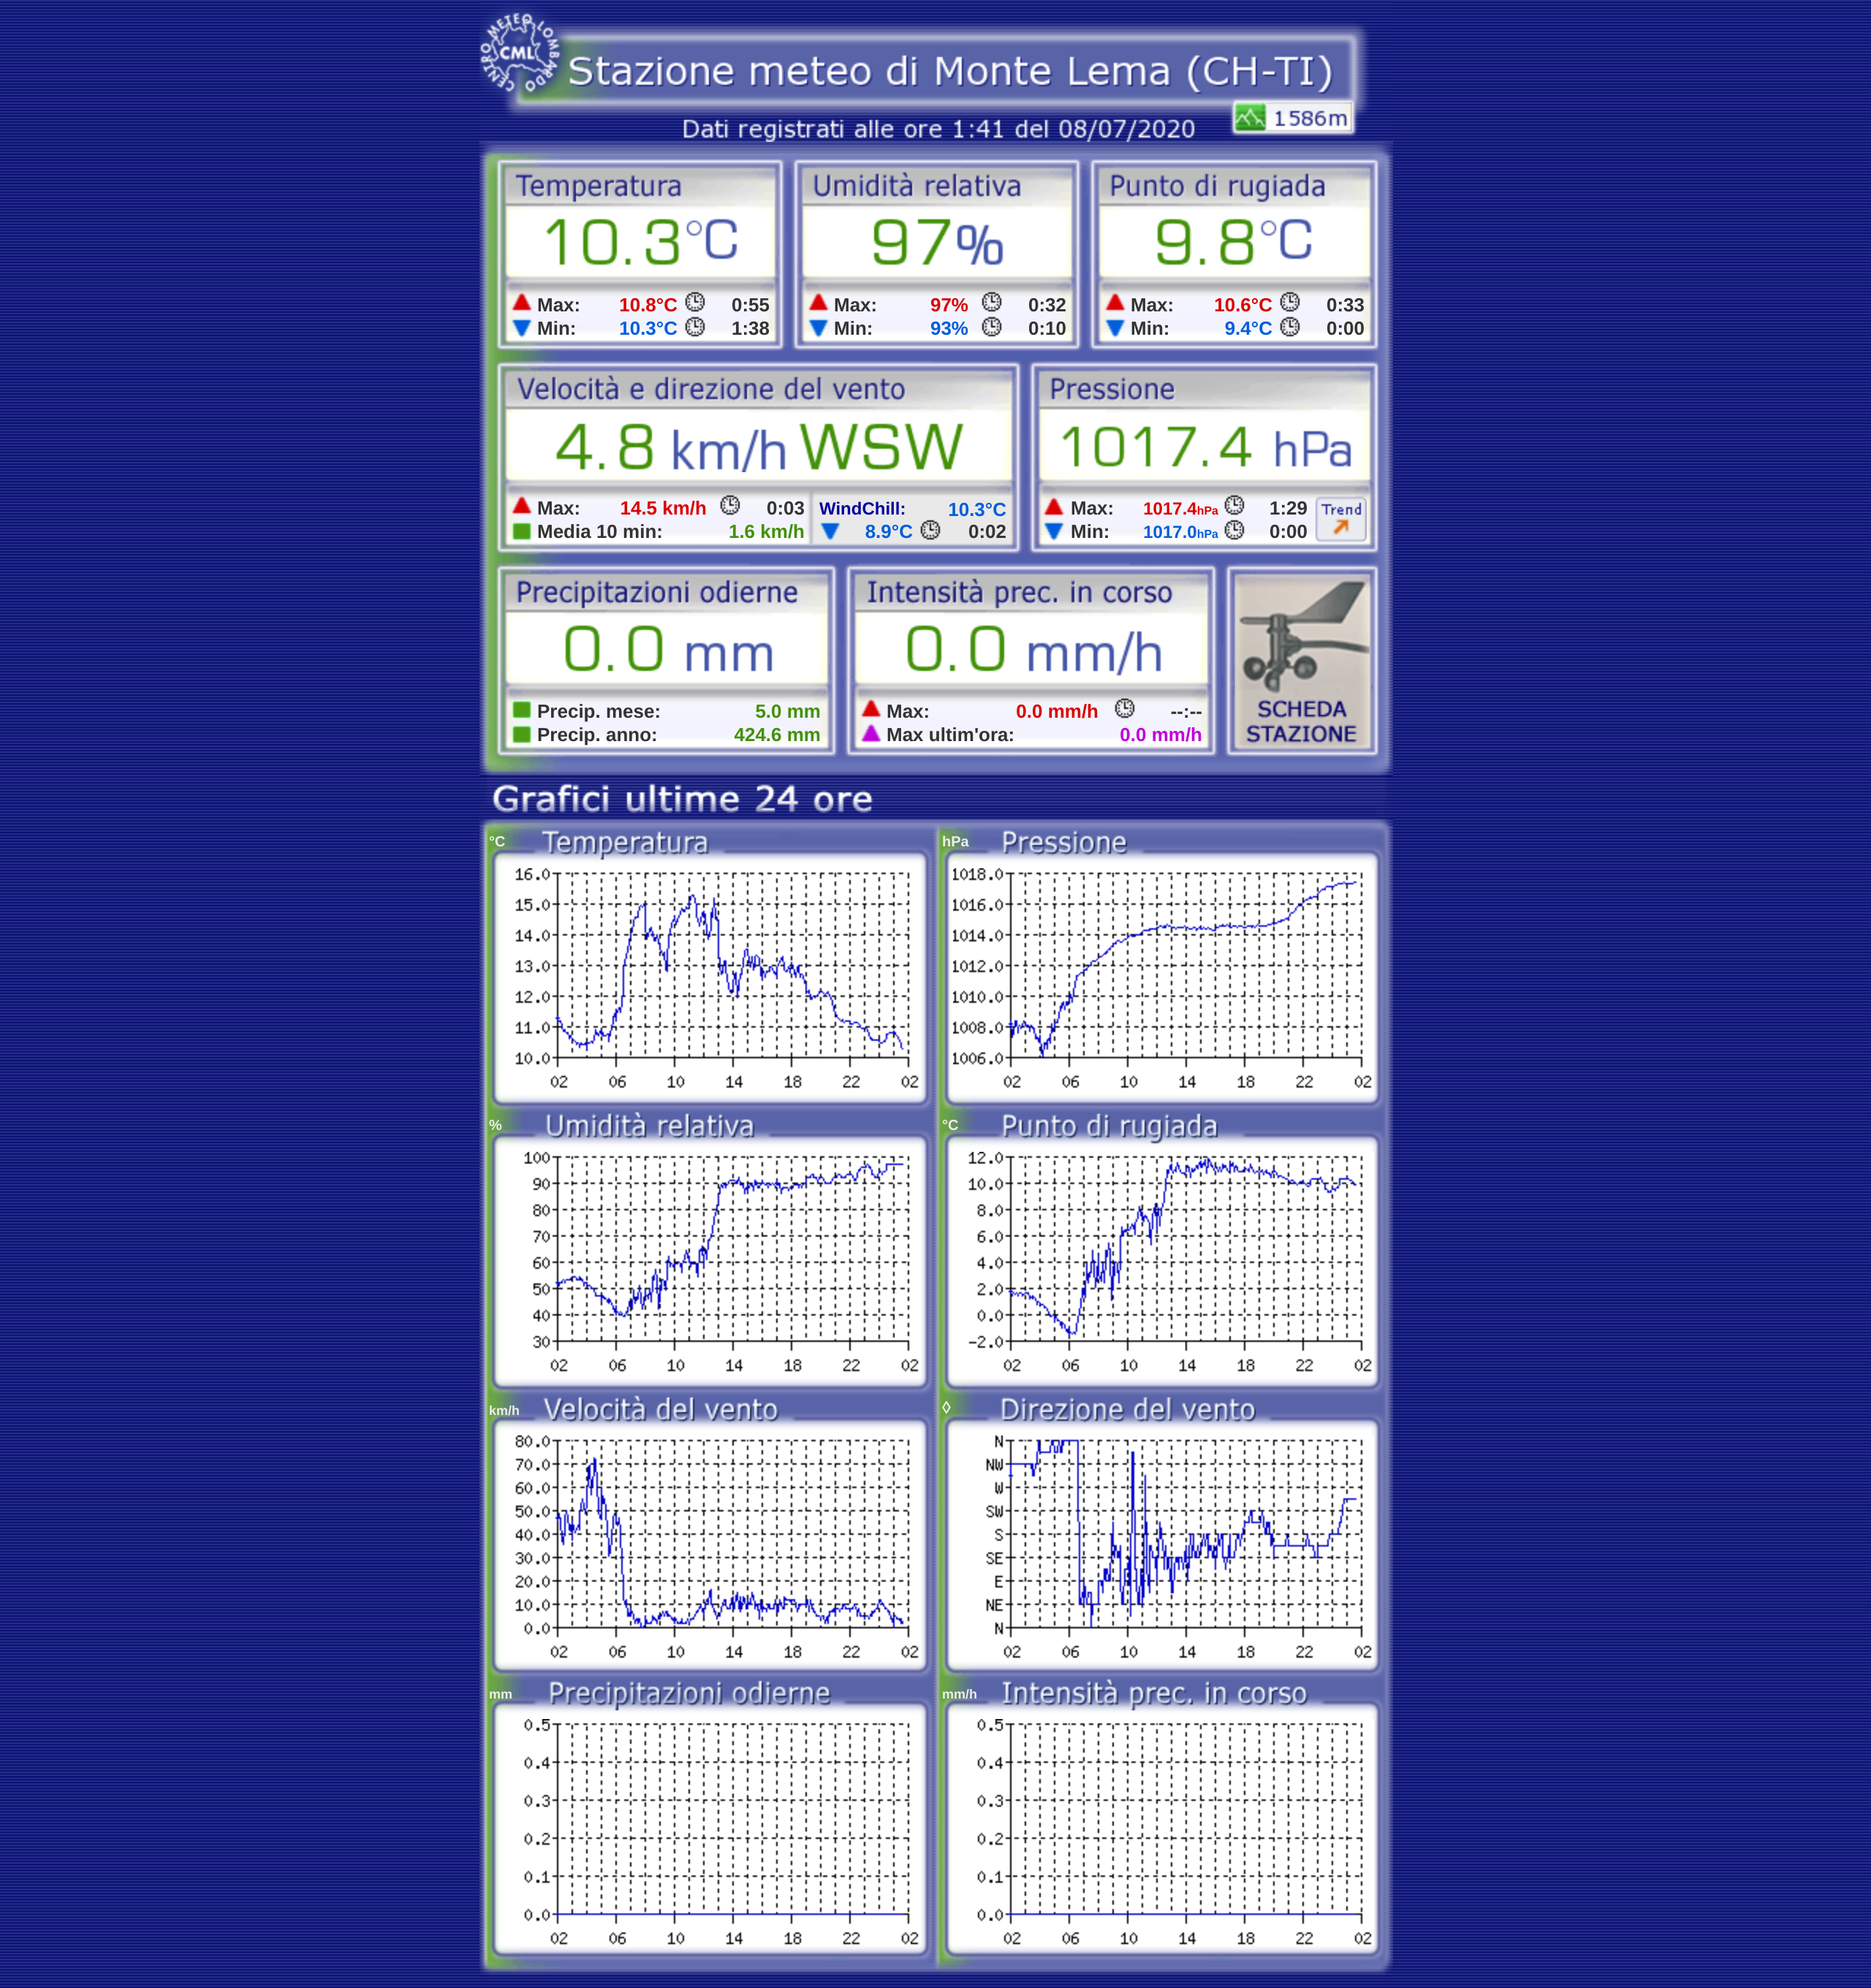 CENTRO METEO LOMBARDO
CML
Stazione meteo di Monte Lema (CH-TI)
1586m
Dati registrati alle ore 1:41 del 08/07/2020
Temperatura Umidità relativa Punto di rugiada
10.3°C 97% 9.8°C
Max: 10.8°C 0:55 Max: 97% 0:32 Max: 10.6°C 0:33
Min: 10.3°C 1:38 Min: 93% 0:10 Min: 9.4°C 0:00
Velocità e direzione del vento Pressione
4.8 km/h WSW 1017.4 hPa
Max: 14.5 km/h 0:03 WindChill: 10.3°C Max: 1017.4hPa 1:29 Trend
Media 10 min: 1.6 km/h 8.9°C 0:02 Min: 1017.0hPa 0:00
Precipitazioni odierne Intensità prec. in corso
0.0 mm 0.0 mm/h
Precip. mese: 5.0 mm Max: 0.0 mm/h --:-- SCHEDA
Precip. anno: 424.6 mm Max ultim'ora: 0.0 mm/h STAZIONE
Grafici ultime 24 ore
°C Temperatura
16.0
15.0
14.0
13.0
12.0
11.0
10.0
02 06 10 14 18 22 02
hPa Pressione
1018.0
1016.0
1014.0
1012.0
1010.0
1008.0
1006.0
02 06 10 14 18 22 02
% Umidità relativa
100
90
80
70
60
50
40
30
02 06 10 14 18 22 02
°C Punto di rugiada
12.0
10.0
8.0
6.0
4.0
2.0
0.0
-2.0
02 06 10 14 18 22 02
km/h Velocità del vento
80.0
70.0
60.0
50.0
40.0
30.0
20.0
10.0
0.0
02 06 10 14 18 22 02
◊ Direzione del vento
N
NW
W
SW
S
SE
E
NE
N
02 06 10 14 18 22 02
mm Precipitazioni odierne
0.5
0.4
0.3
0.2
0.1
0.0
02 06 10 14 18 22 02
mm/h Intensità prec. in corso
0.5
0.4
0.3
0.2
0.1
0.0
02 06 10 14 18 22 02